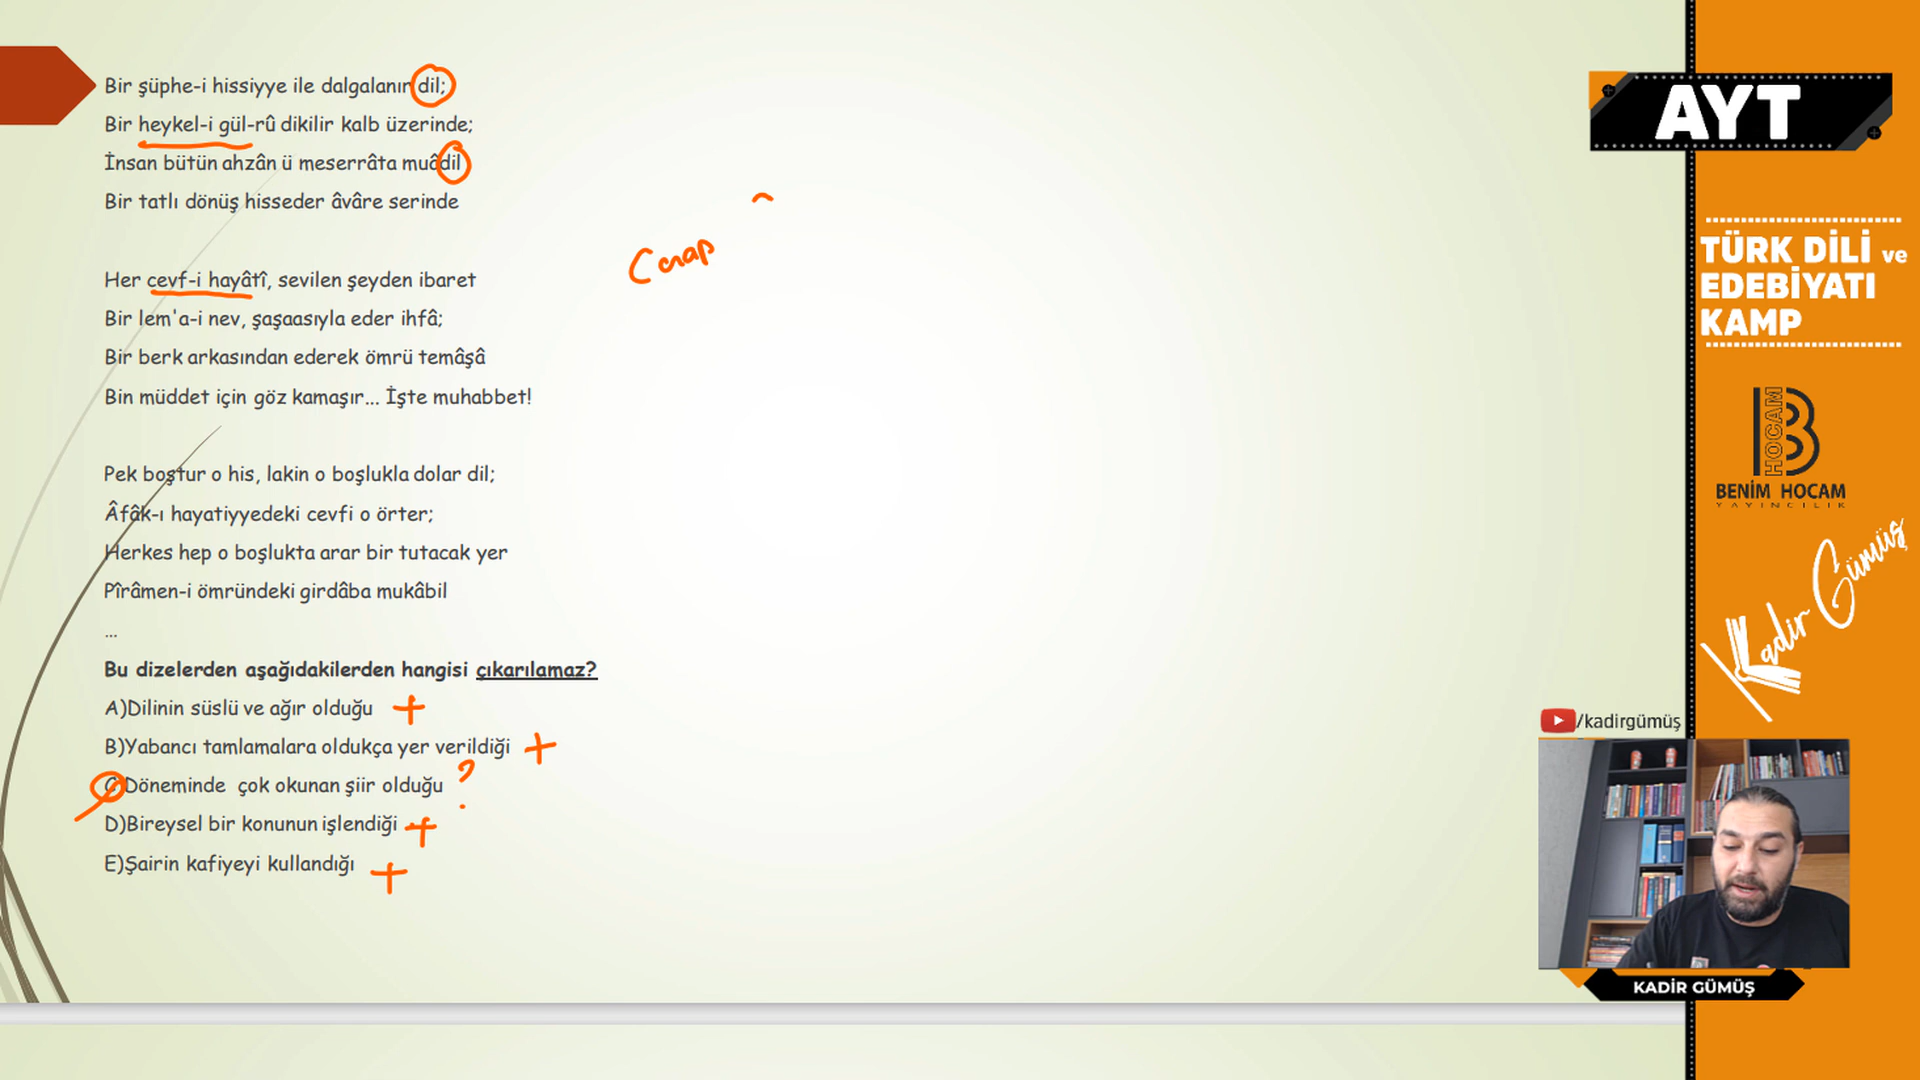 Bir şüphe-i hissiyye ile dalgalanır dil;
Bir heykel-i gül-rû dikilir kalb üzerinde;
İnsan bütün ahzân ü meserrâta muâdil
Bir tatlı dönüş hisseder âvâre serinde
Her cevf-i hayâtî, sevilen şeyden ibaret
Bir lem'a-i nev, şaşaasıyla eder ihfâ;
Bir berk arkasından ederek ömrü temâşâ
Bin müddet için göz kamaşır... İşte muhabbet!
Pek boştur o his, lakin o boşlukla dolar dil;
Âfâk-ı hayatiyyedeki cevfi o örter;
Herkes hep o boşlukta arar bir tutacak yer
Pîrâmen-i ömründeki girdâba mukâbil
...
Bu dizelerden aşağıdakilerden hangisi çıkarılamaz?
A)Dilinin süslü ve ağır olduğu +
B)Yabancı tamlamalara oldukça yer verildiği +
C)Döneminde çok okunan şiir olduğu ?
D)Bireysel bir konunun işlendiği +
E)Şairin kafiyeyi kullandığı +
AYT
TÜRK DİLİ ve
EDEBİYATI
KAMP
HOCAM
BENİM HOCAM
YAYINCILIK
Kadir Gümüş
/kadirgümüş
KADİR GÜMÜŞ